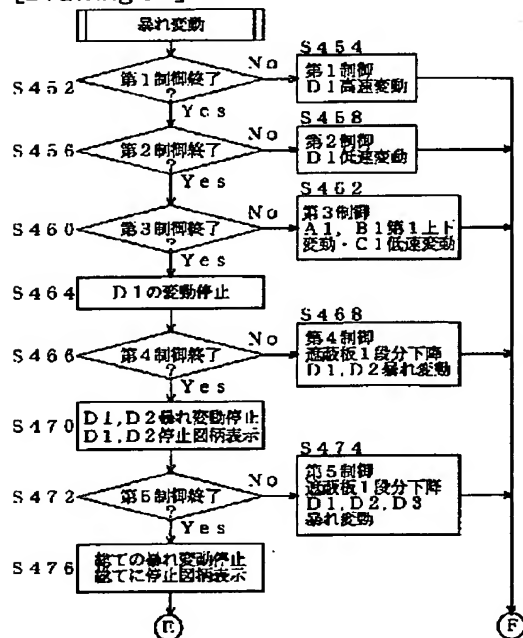 暴れ変動
S452
第1制御終了
?
No
Yes
S454
第1制御
D1高速変動
S456
第2制御終了
?
No
Yes
S458
第2制御
D1低速変動
S460
第3制御終了
?
No
Yes
S462
第3制御
A1, B1第1上下
変動・C1低速変動
S464
D1の変動停止
S466
第4制御終了
?
No
Yes
S468
第4制御
遮蔽板1段分下降
D1, D2暴れ変動
S470
D1, D2暴れ変動停止
D1, D2停止図柄表示
S472
第5制御終了
?
No
Yes
S474
第5制御
遮蔽板1段分下降
D1, D2, D3
暴れ変動
S476
総ての暴れ変動停止
総てに停止図柄表示
E
F